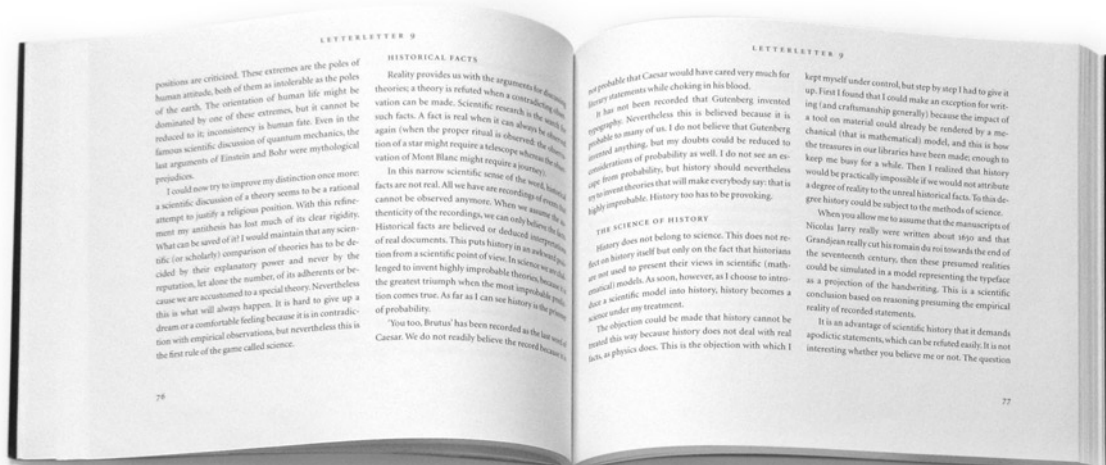 LETTERLETTER 9
positions are criticized. These extremes are the poles of
human attitude, both of them as intolerable as the poles
of the earth. The orientation of human life might be
dominated by one of these extremes, but it cannot be
reduced to it; inconsistency is human fate. Even in the
famous scientific discussion of quantum mechanics, the
last arguments of Einstein and Bohr were mythological
prejudices.
I could now try to improve my distinction once more:
a scientific discussion of a theory seems to be a rational
attempt to justify a religious position. With this refine-
ment my antithesis has lost much of its clear rigidity.
What can be saved of it? I would maintain that any scien-
tific (or scholarly) comparison of theories has to be de-
cided by their explanatory power and never by the
reputation, let alone the number, of its adherents or be-
cause we are accustomed to a special theory. Nevertheless
this is what will always happen. It is hard to give up a
dream or a comfortable feeling because it is in contradic-
tion with empirical observations, but nevertheless this is
the first rule of the game called science.
76
HISTORICAL FACTS
Reality provides us with the arguments for
theories; a theory is refuted when a contradicting
vation can be made. Scientific research is the search for
such facts. A fact is real when it can always be observed
again (when the proper ritual is observed: the observa-
tion of a star might require a telescope whereas the obser-
vation of Mont Blanc might require a journey).
In this narrow scientific sense of the word, historical
facts are not real. All we have are recordings of events that
cannot be observed anymore. When we assume the au-
thenticity of the recordings, we can only believe the facts.
Historical facts are believed or deduced interpretations
of real documents. This puts history in an awkward posi-
tion from a scientific point of view. In science we are chal-
lenged to invent highly improbable theories, because it is
the greatest triumph when the most improbable predic-
tion comes true. As far as I can see history is the prisoner
of probability.
'You too, Brutus' has been recorded as the last word of
Caesar. We do not readily believe the record because it is
LETTERLETTER 9
not probable that Caesar would have cared very much for
literary statements while choking in his blood.
It has not been recorded that Gutenberg invented
typography. Nevertheless this is believed because it is
probable to many of us. I do not believe that Gutenberg
invented anything, but my doubts could be reduced to
considerations of probability as well. I do not see an es-
cape from probability, but history should nevertheless
try to invent theories that will make everybody say: that is
highly improbable. History too has to be provoking.
THE SCIENCE OF HISTORY
History does not belong to science. This does not re-
flect on history itself but only on the fact that historians
are not used to present their views in scientific (math-
ematical) models. As soon, however, as I choose to intro-
duce a scientific model into history, history becomes a
science under my treatment.
The objection could be made that history cannot be
treated this way because history does not deal with real
facts, as physics does. This is the objection with which I
kept myself under control, but step by step I had to give it
up. First I found that I could make an exception for writ-
ing (and craftsmanship generally) because the impact of
a tool on material could already be rendered by a me-
chanical (that is mathematical) model, and this is how
the treasures in our libraries have been made; enough to
keep me busy for a while. Then I realized that history
would be practically impossible if we would not attribute
a degree of reality to the unreal historical facts. To this de-
gree history could be subject to the methods of science.
When you allow me to assume that the manuscripts of
Nicolas Jarry really were written about 1650 and that
Grandjean really cut his romain du roi towards the end of
the seventeenth century, then these presumed realities
could be simulated in a model representing the typeface
as a projection of the handwriting. This is a scientific
conclusion based on reasoning presuming the empirical
reality of recorded statements.
It is an advantage of scientific history that it demands
apodictic statements, which can be refuted easily. It is not
interesting whether you believe me or not. The question
77